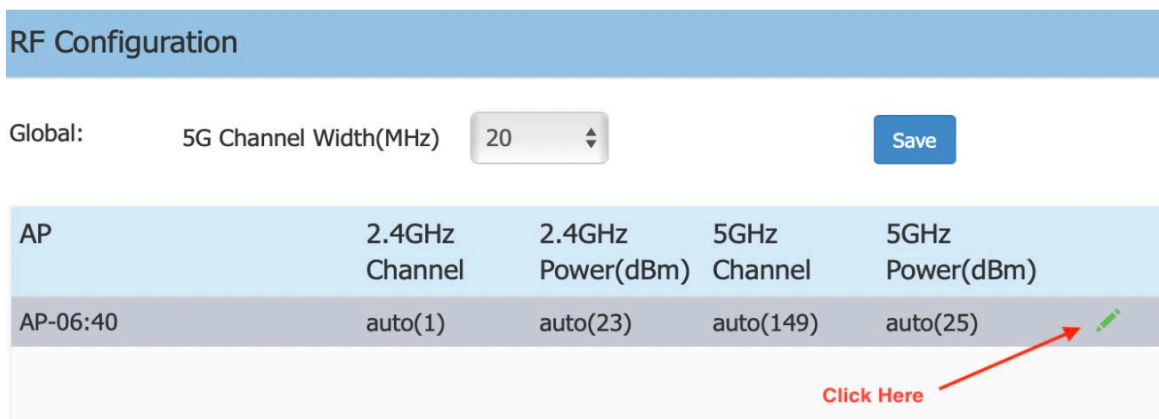 RF Configuration
Global: 5G Channel Width(MHz) 20 Save
AP 2.4GHz Channel 2.4GHz Power(dBm) 5GHz Channel 5GHz Power(dBm)
AP-06:40 auto(1) auto(23) auto(149) auto(25)
Click Here